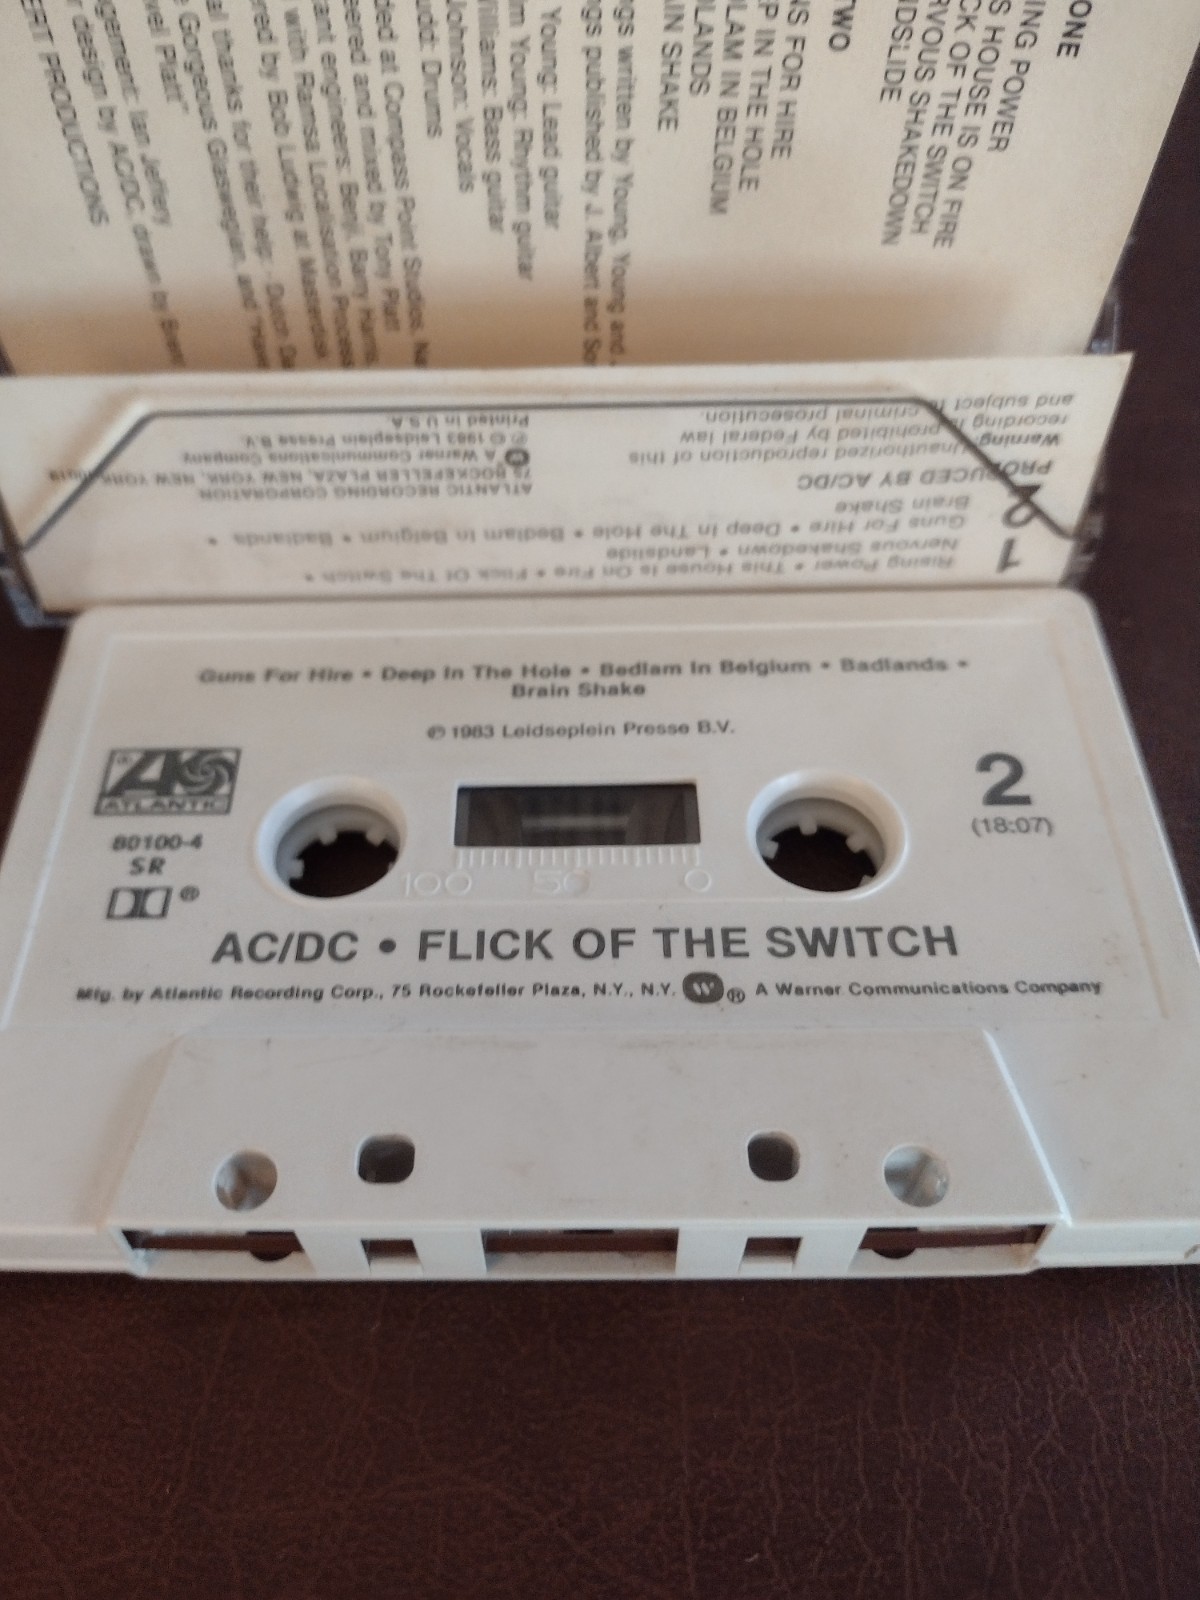 ONE
ING POWER
S HOUSE IS ON FIRE
CK OF THE SWITCH
RVOUS SHAKEDOWN
NDSLIDE
TWO
NS FOR HIRE
EP IN THE HOLE
LAM IN BELGIUM
LANDS
IN SHAKE
ngs written by Young, Young and
ngs published by J. Albert and So
Young: Lead guitar
m Young: Rhythm guitar
Williams: Bass guitar
Johnson: Vocals
udd: Drums
ded at Compass Point Studios, Na
eered and mixed by Tony Platt
ant engineers: Benji, Barry Harris,
ored by Bob Ludwig at Masterdisk
with Ramsa Localisation Process
al thanks for their help: - Dutch Da
Gorgeous Glaswegian, and
vel Platt"
agement: Ian Jeffery
r design by AC/DC, drawn by Brent
ERT PRODUCTIONS
1
Rising Power • This House Is On Fire • Flick Of The Switch •
Nervous Shakedown • Landslide
2
Guns For Hire • Deep In The Hole • Bedlam In Belgium • Badlands •
Brain Shake
PRODUCED BY AC/DC
Warning: Unauthorized reproduction of this
recording is prohibited by Federal law
and subject to criminal prosecution.
ATLANTIC RECORDING CORPORATION
75 ROCKEFELLER PLAZA, NEW YORK, NEW YORK
A Warner Communications Company
℗ © 1983 Leidseplein Presse B.V.
Printed in U.S.A.
Guns For Hire • Deep In The Hole • Bedlam In Belgium • Badlands •
Brain Shake
℗ 1983 Leidseplein Presse B.V.
ATLANTIC
80100-4
SR
®
2
(18:07)
100 50 0
AC/DC • FLICK OF THE SWITCH
Mfg. by Atlantic Recording Corp., 75 Rockefeller Plaza, N.Y., N.Y. W ® A Warner Communications Company